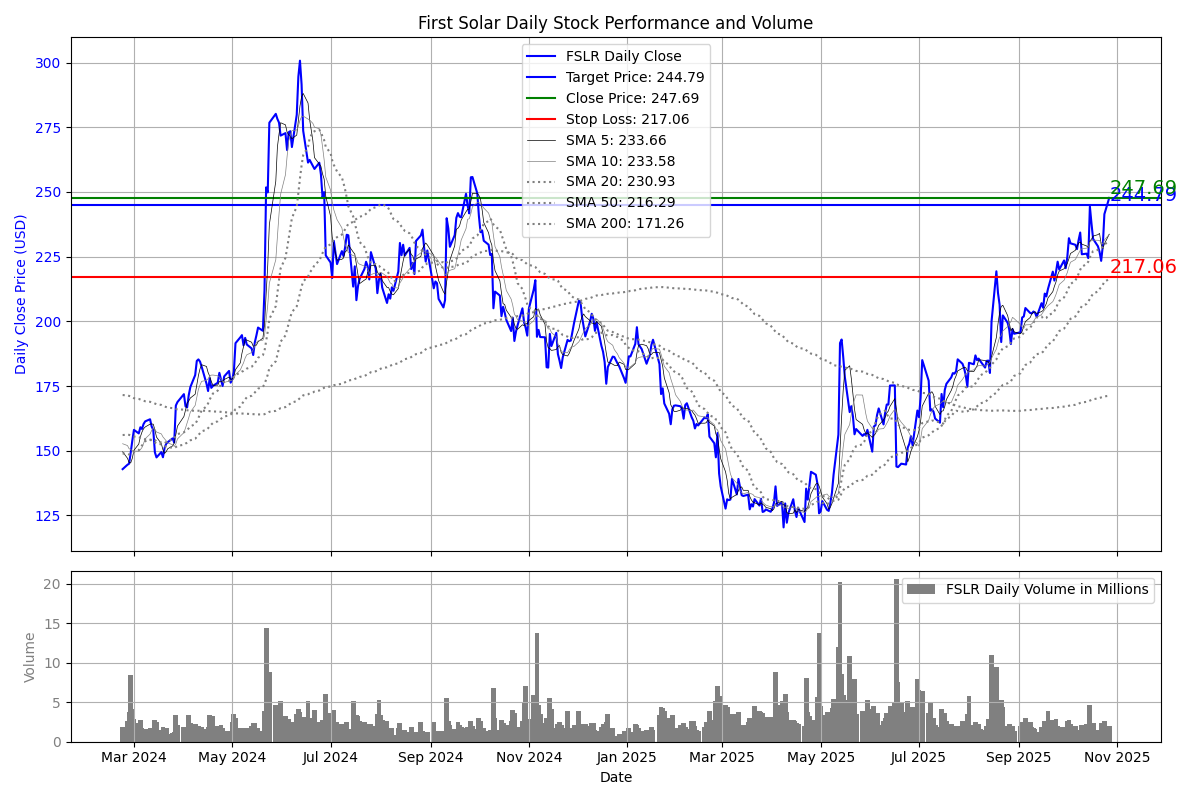 First Solar Daily Stock Performance and Volume
Daily Close Price (USD)
300
275
250
225
200
175
150
125
FSLR Daily Close
Target Price: 244.79
Close Price: 247.69
Stop Loss: 217.06
SMA 5: 233.66
SMA 10: 233.58
SMA 20: 230.93
SMA 50: 216.29
SMA 200: 171.26
247.69
244.79
217.06
Volume
20
15
10
5
0
FSLR Daily Volume in Millions
Mar 2024
May 2024
Jul 2024
Sep 2024
Nov 2024
Jan 2025
Mar 2025
May 2025
Jul 2025
Sep 2025
Nov 2025
Date